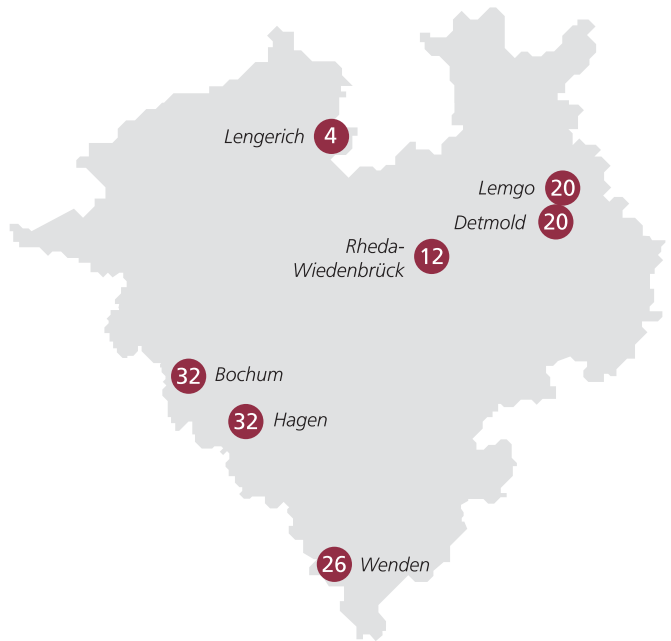 Lengerich 4
Lemgo 20
Detmold 20
Rheda-
Wiedenbrück 12
32 Bochum
32 Hagen
26 Wenden